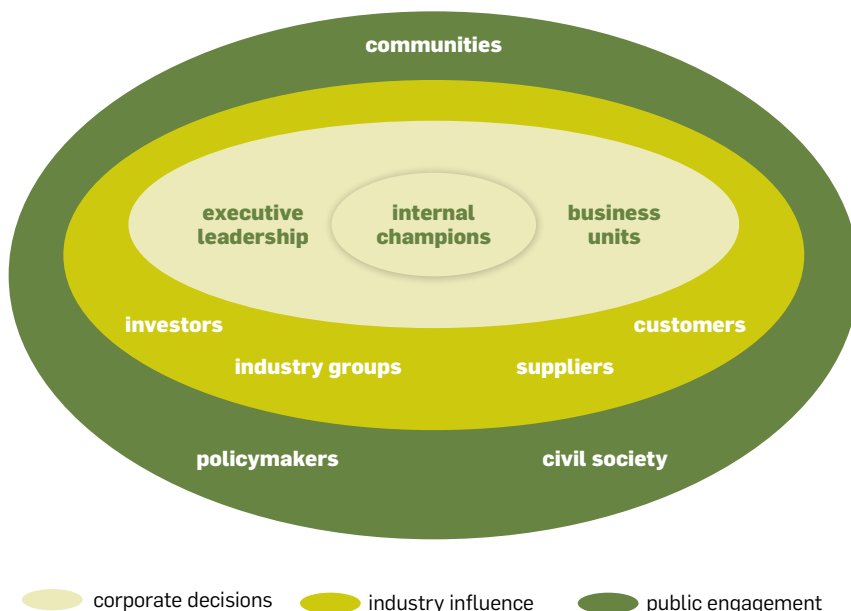 communities
executive
leadership
internal
champions
business
units
investors
customers
industry groups
suppliers
policymakers
civil society
corporate decisions
industry influence
public engagement